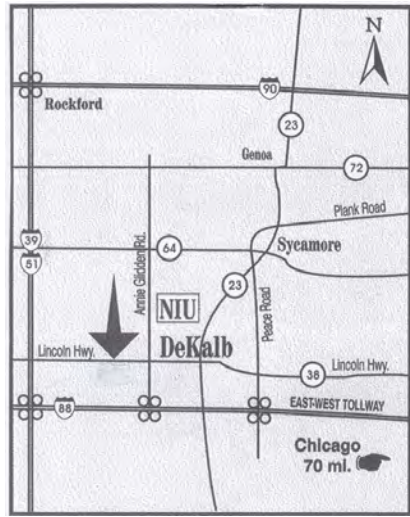 N
90
Rockford
23
Genoa
72
Plank Road
39
51
64
Sycamore
Annie Glidden Rd.
23
Peace Road
NIU
DeKalb
Lincoln Hwy.
38
Lincoln Hwy.
88
EAST-WEST TOLLWAY
Chicago
70 mi.